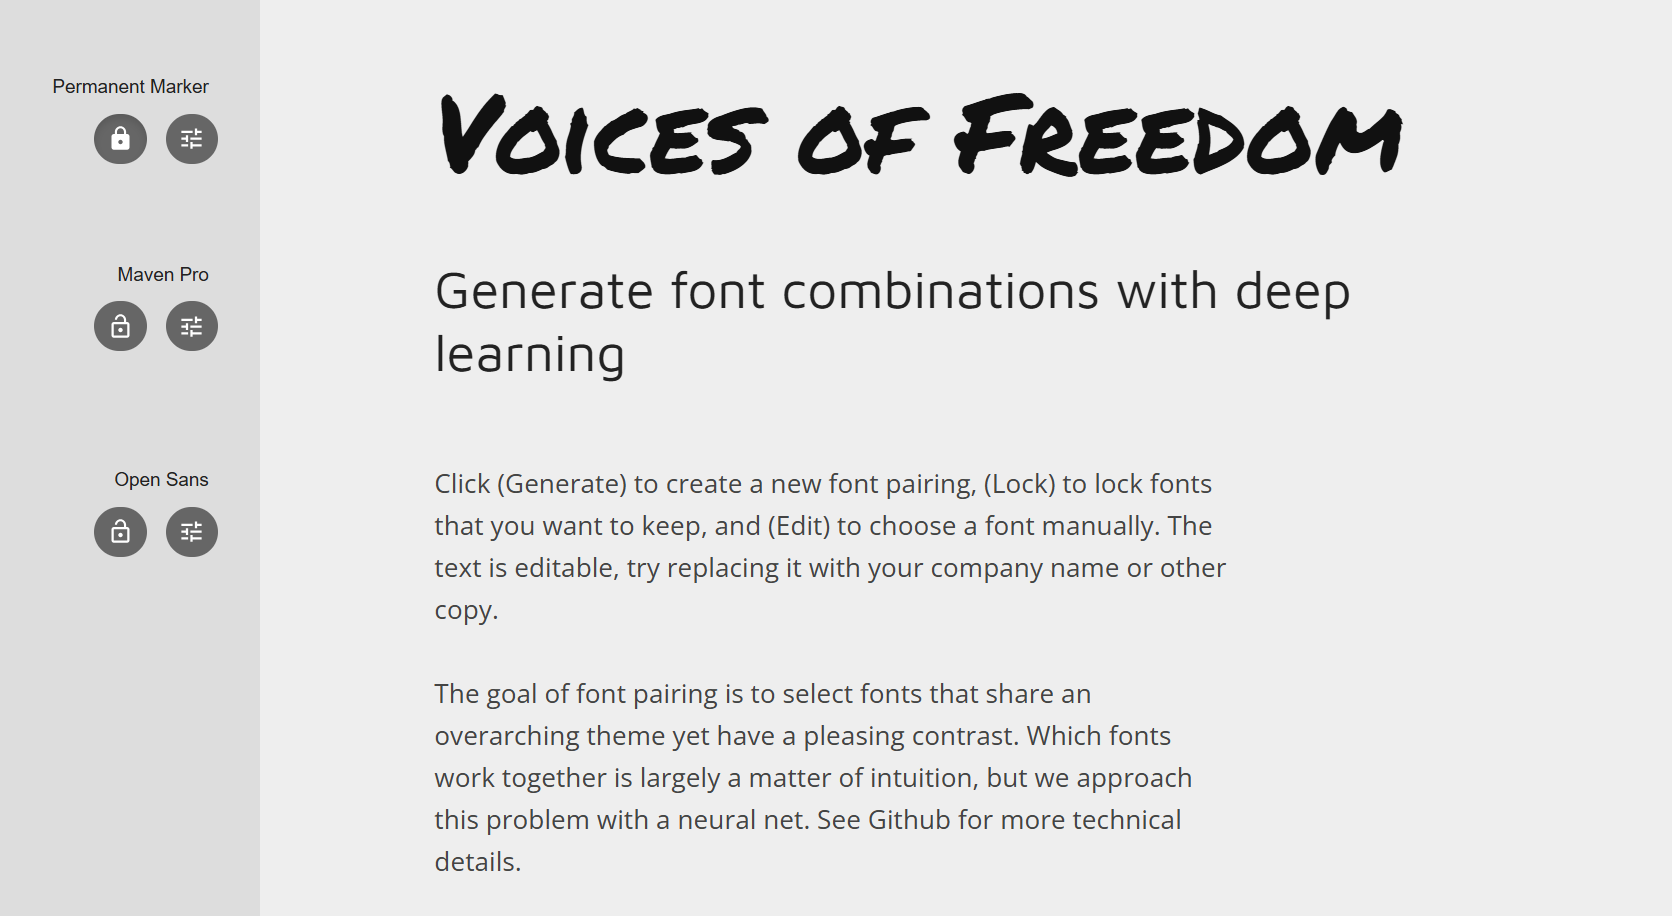 Permanent Marker
Voices of Freedom
Maven Pro
Generate font combinations with deep
learning
Open Sans
Click (Generate) to create a new font pairing, (Lock) to lock fonts
that you want to keep, and (Edit) to choose a font manually. The
text is editable, try replacing it with your company name or other
copy.
The goal of font pairing is to select fonts that share an
overarching theme yet have a pleasing contrast. Which fonts
work together is largely a matter of intuition, but we approach
this problem with a neural net. See Github for more technical
details.